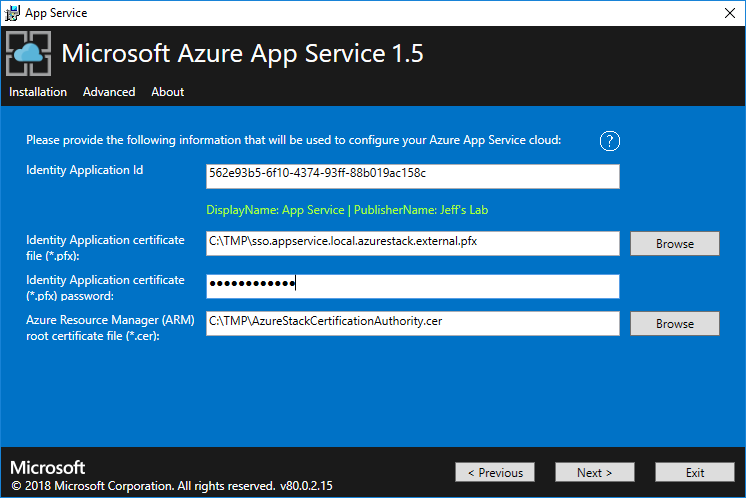 App Service
Microsoft Azure App Service 1.5
Installation Advanced About
Please provide the following information that will be used to configure your Azure App Service cloud: ?
Identity Application Id
562e93b5-6f10-4374-93ff-88b019ac158c
DisplayName: App Service | PublisherName: Jeff's Lab
Identity Application certificate
file (*.pfx):
C:\TMP\sso.appservice.local.azurestack.external.pfx
Browse
Identity Application certificate
(*.pfx) password:
●●●●●●●●●●●●
Azure Resource Manager (ARM)
root certificate file (*.cer):
C:\TMP\AzureStackCertificationAuthority.cer
Browse
Microsoft
© 2018 Microsoft Corporation. All rights reserved. v80.0.2.15
< Previous Next > Exit